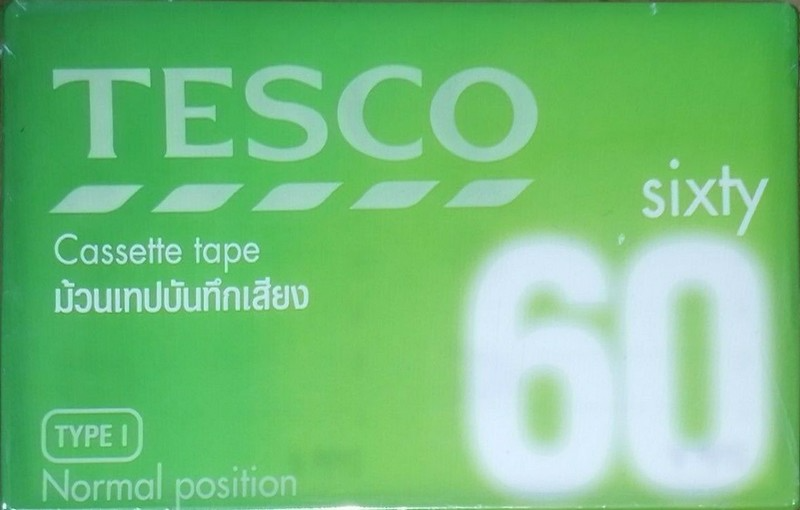 TESCO
sixty
60
Cassette tape
ม้วนเทปบันทึกเสียง
TYPE I
Normal position